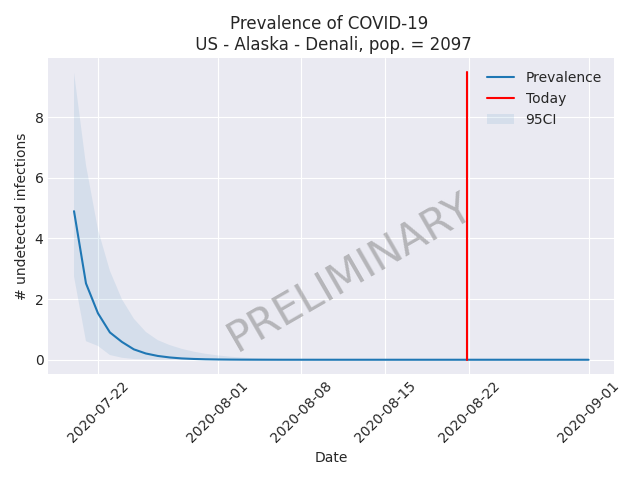 Prevalence of COVID-19
US - Alaska - Denali, pop. = 2097
Prevalence
Today
95CI
# undetected infections
8
6
4
2
0
PRELIMINARY
2020-07-22
2020-08-01
2020-08-08
2020-08-15
2020-08-22
2020-09-01
Date